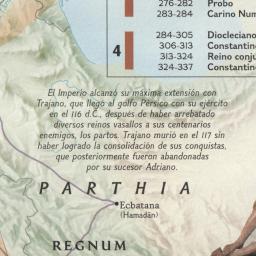 276-282 Probo
283-284 Carino Num
4
284-305 Diocleciano
306-313 Constantin
313-324 Reino conj
324-337 Constantin
El Imperio alcanzó su máxima extensión con
Trajano, que llegó al golfo Pérsico con su ejército
en el 116 d.C., después de haber arrebatado
diversos reinos vasallos a sus centenarios
enemigos, los partos. Trajano murió en el 117 sin
haber logrado la consolidación de sus conquistas,
que posteriormente fueron abandonadas
por su sucesor Adriano.
PARTHIA
Ecbatana
(Hamadán)
REGNUM